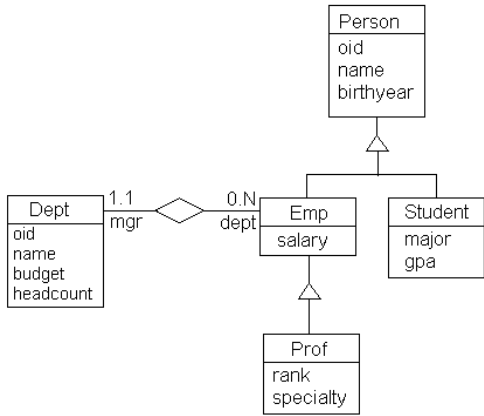 Person
oid
name
birthyear
Dept
oid
name
budget
headcount
1.1
mgr
0.N
dept
Emp
salary
Student
major
gpa
Prof
rank
specialty